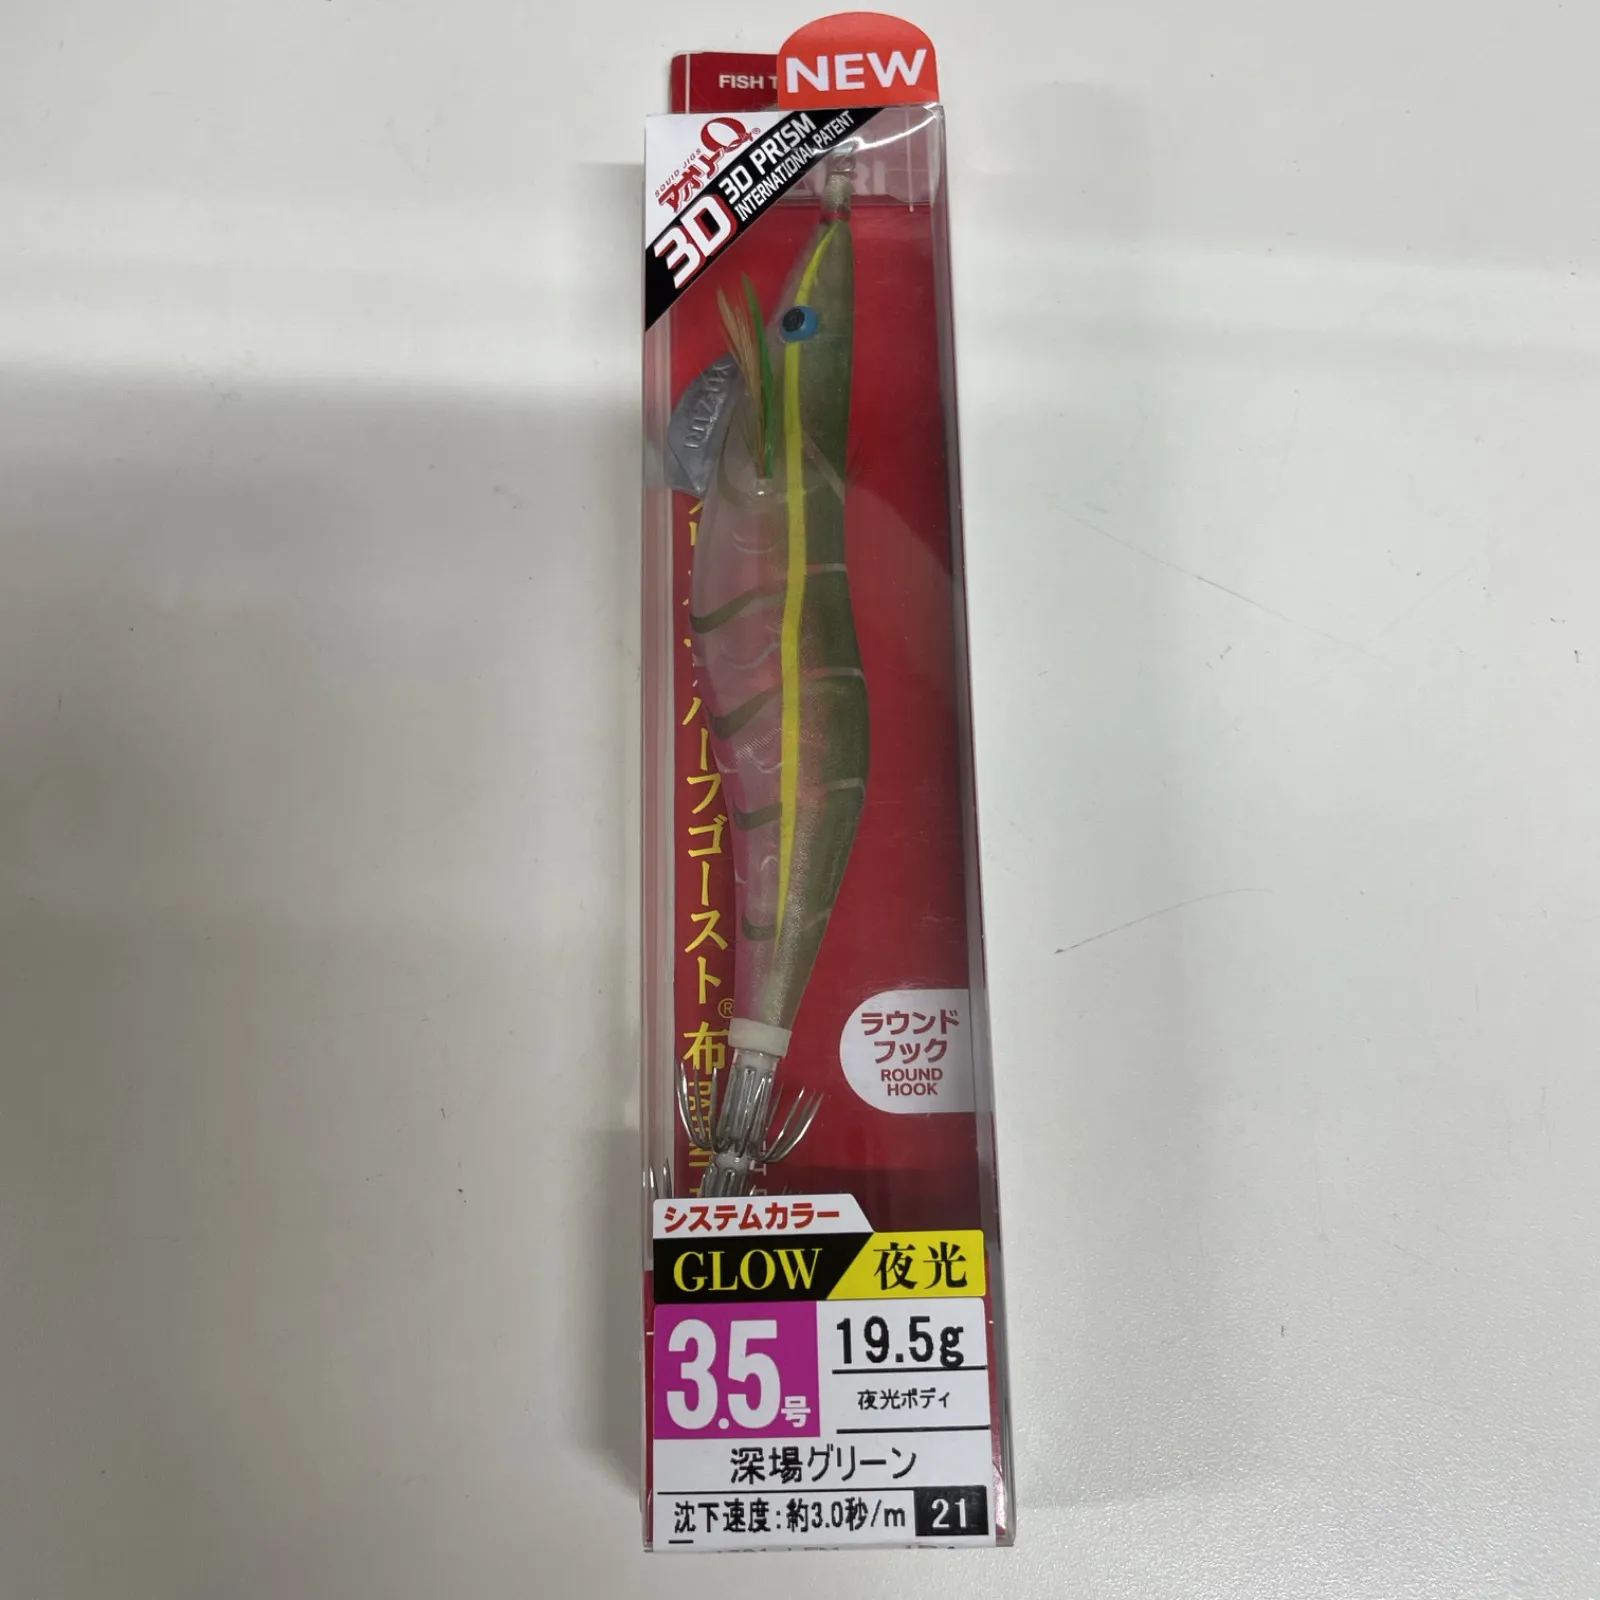 FISH T
NEW
SQUID JIGS
アオリーQ
3D
3D PRISM
INTERNATIONAL PATENT
YO-ZURI
ハーフゴースト®布
ラウンド
フック
ROUND
HOOK
システムカラー
GLOW 夜光
3.5号
19.5g
夜光ボディ
深場グリーン
沈下速度:約3.0秒/m
21